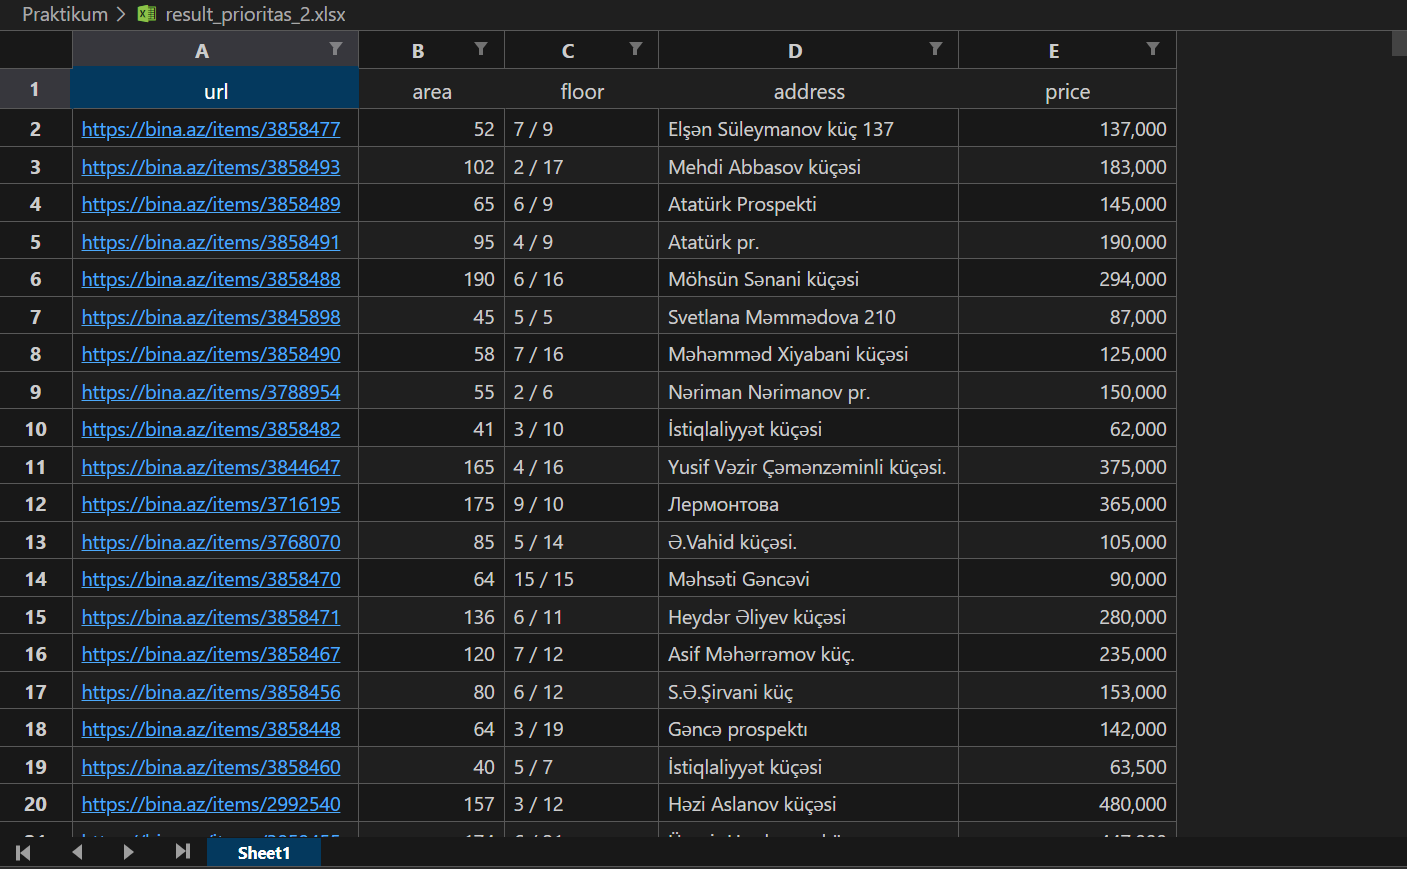 Praktikum > result_prioritas_2.xlsx
A B C D E
1 url area floor address price
2 https://bina.az/items/3858477 52 7 / 9 Elşən Süleymanov küç 137 137,000
3 https://bina.az/items/3858493 102 2 / 17 Mehdi Abbasov küçəsi 183,000
4 https://bina.az/items/3858489 65 6 / 9 Atatürk Prospekti 145,000
5 https://bina.az/items/3858491 95 4 / 9 Atatürk pr. 190,000
6 https://bina.az/items/3858488 190 6 / 16 Möhsün Sənani küçəsi 294,000
7 https://bina.az/items/3845898 45 5 / 5 Svetlana Məmmədova 210 87,000
8 https://bina.az/items/3858490 58 7 / 16 Məhəmməd Xiyabani küçəsi 125,000
9 https://bina.az/items/3788954 55 2 / 6 Nəriman Nərimanov pr. 150,000
10 https://bina.az/items/3858482 41 3 / 10 İstiqlaliyyət küçəsi 62,000
11 https://bina.az/items/3844647 165 4 / 16 Yusif Vəzir Çəmənzəminli küçəsi. 375,000
12 https://bina.az/items/3716195 175 9 / 10 Лермонтова 365,000
13 https://bina.az/items/3768070 85 5 / 14 Ə.Vahid küçəsi. 105,000
14 https://bina.az/items/3858470 64 15 / 15 Məhsəti Gəncəvi 90,000
15 https://bina.az/items/3858471 136 6 / 11 Heydər Əliyev küçəsi 280,000
16 https://bina.az/items/3858467 120 7 / 12 Asif Məhərrəmov küç. 235,000
17 https://bina.az/items/3858456 80 6 / 12 S.Ə.Şirvani küç 153,000
18 https://bina.az/items/3858448 64 3 / 19 Gəncə prospektı 142,000
19 https://bina.az/items/3858460 40 5 / 7 İstiqlaliyyət küçəsi 63,500
20 https://bina.az/items/2992540 157 3 / 12 Həzi Aslanov küçəsi 480,000
Sheet1